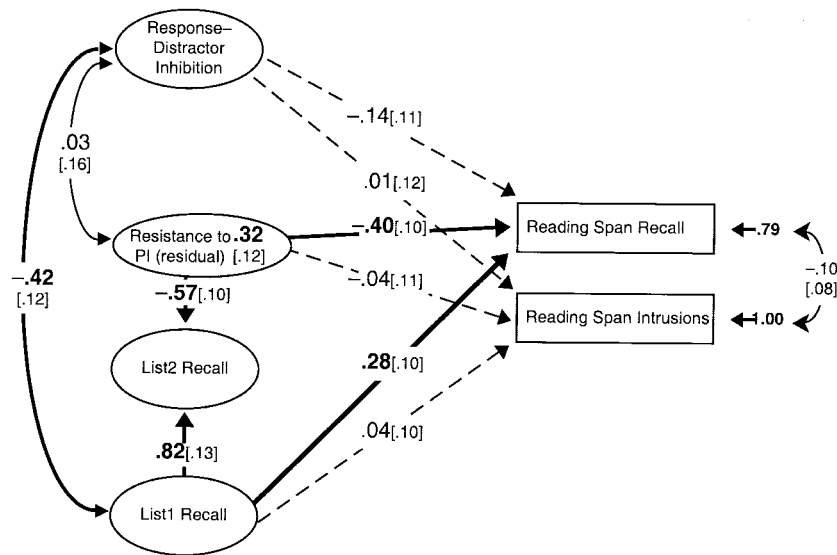 Response–
Distractor
Inhibition
–.14[.11]
.03
[.16]
.01[.12]
Reading Span Recall
.79
Resistance to .32
PI (residual) [.12]
–.40[.10]
–.10
[.08]
–.42
[.12]
–.57[.10]
–.04[.11]
Reading Span Intrusions
1.00
List2 Recall
.28[.10]
.04[.10]
.82[.13]
List1 Recall